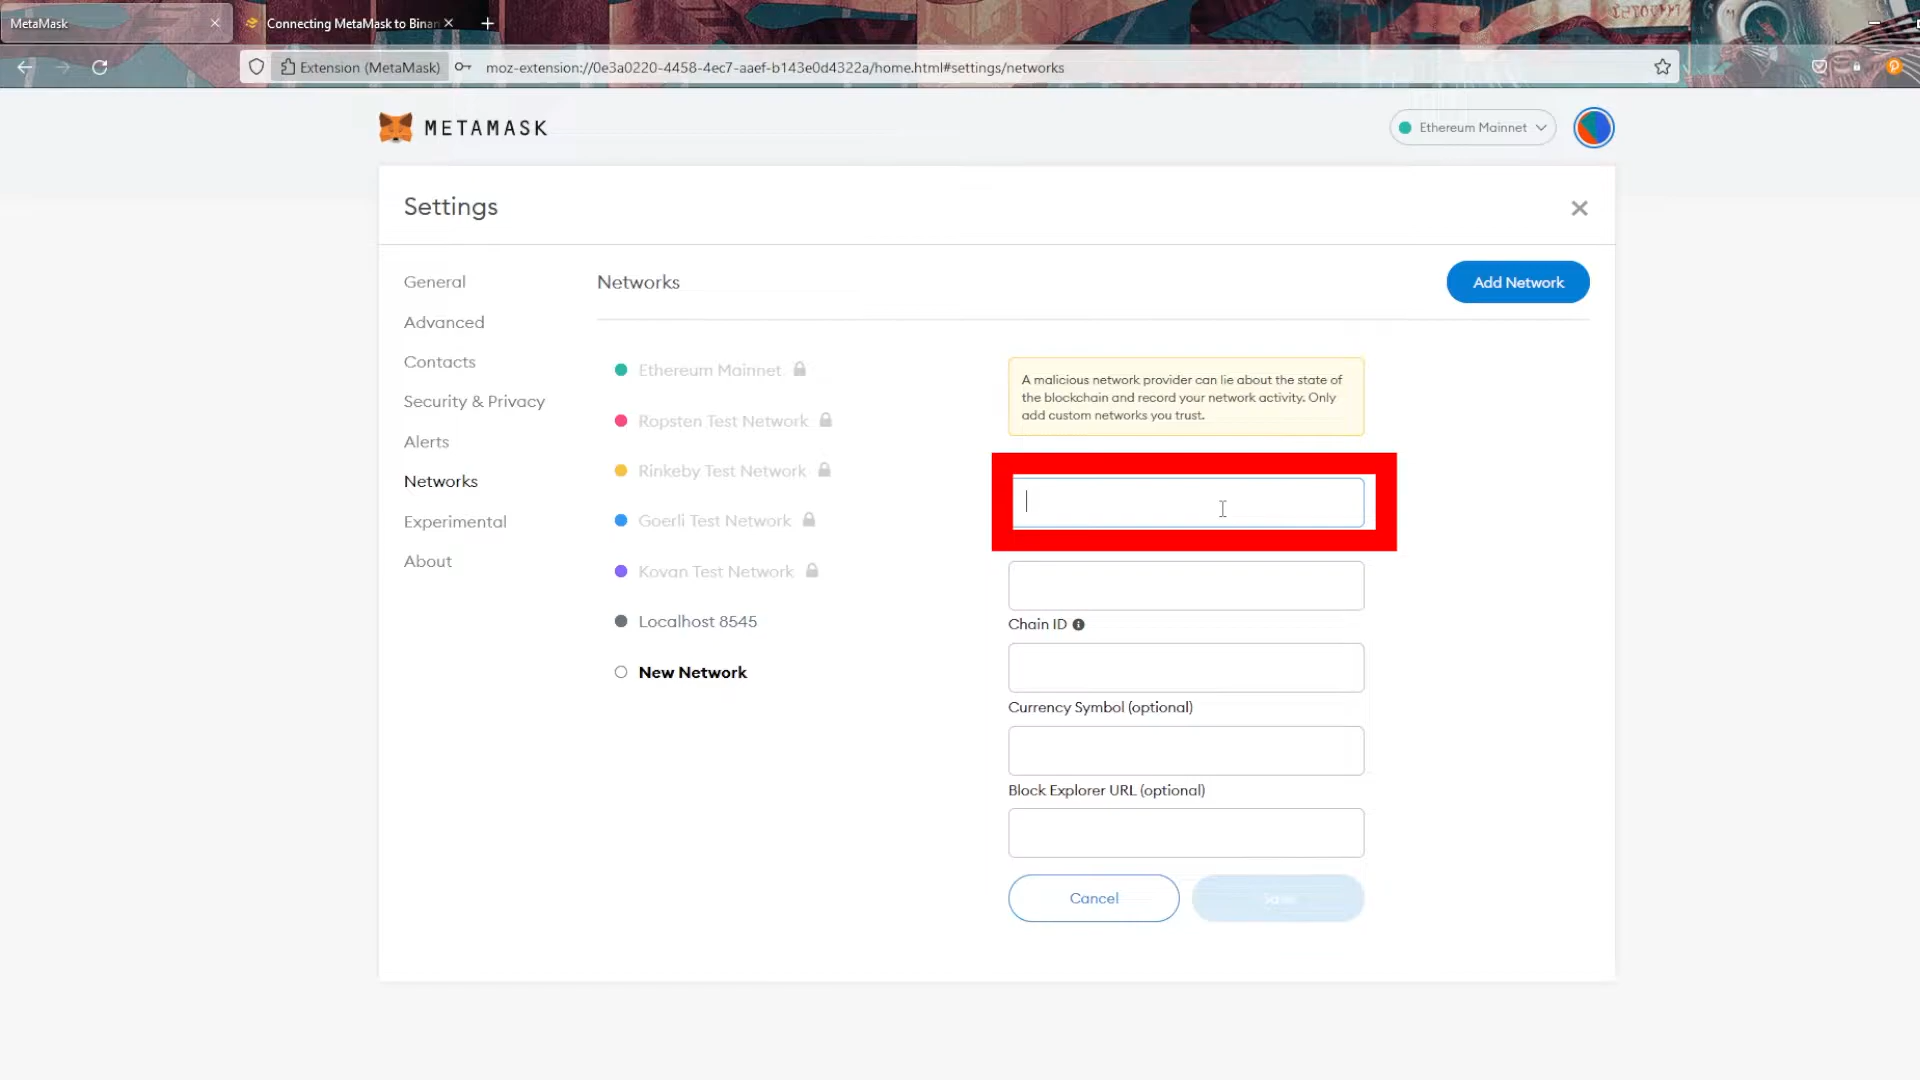 MetaMask
Connecting MetaMask to Binan
Extension (MetaMask)
moz-extension://0e3a0220-4458-4ec7-aaef-b143e0d4322a/home.html#settings/networks
METAMASK
Ethereum Mainnet
Settings
General
Advanced
Contacts
Security & Privacy
Alerts
Networks
Experimental
About
Networks
Add Network
Ethereum Mainnet
Ropsten Test Network
Rinkeby Test Network
Goerli Test Network
Kovan Test Network
Localhost 8545
New Network
A malicious network provider can lie about the state of
the blockchain and record your network activity. Only
add custom networks you trust.
Chain ID
Currency Symbol (optional)
Block Explorer URL (optional)
Cancel
Save